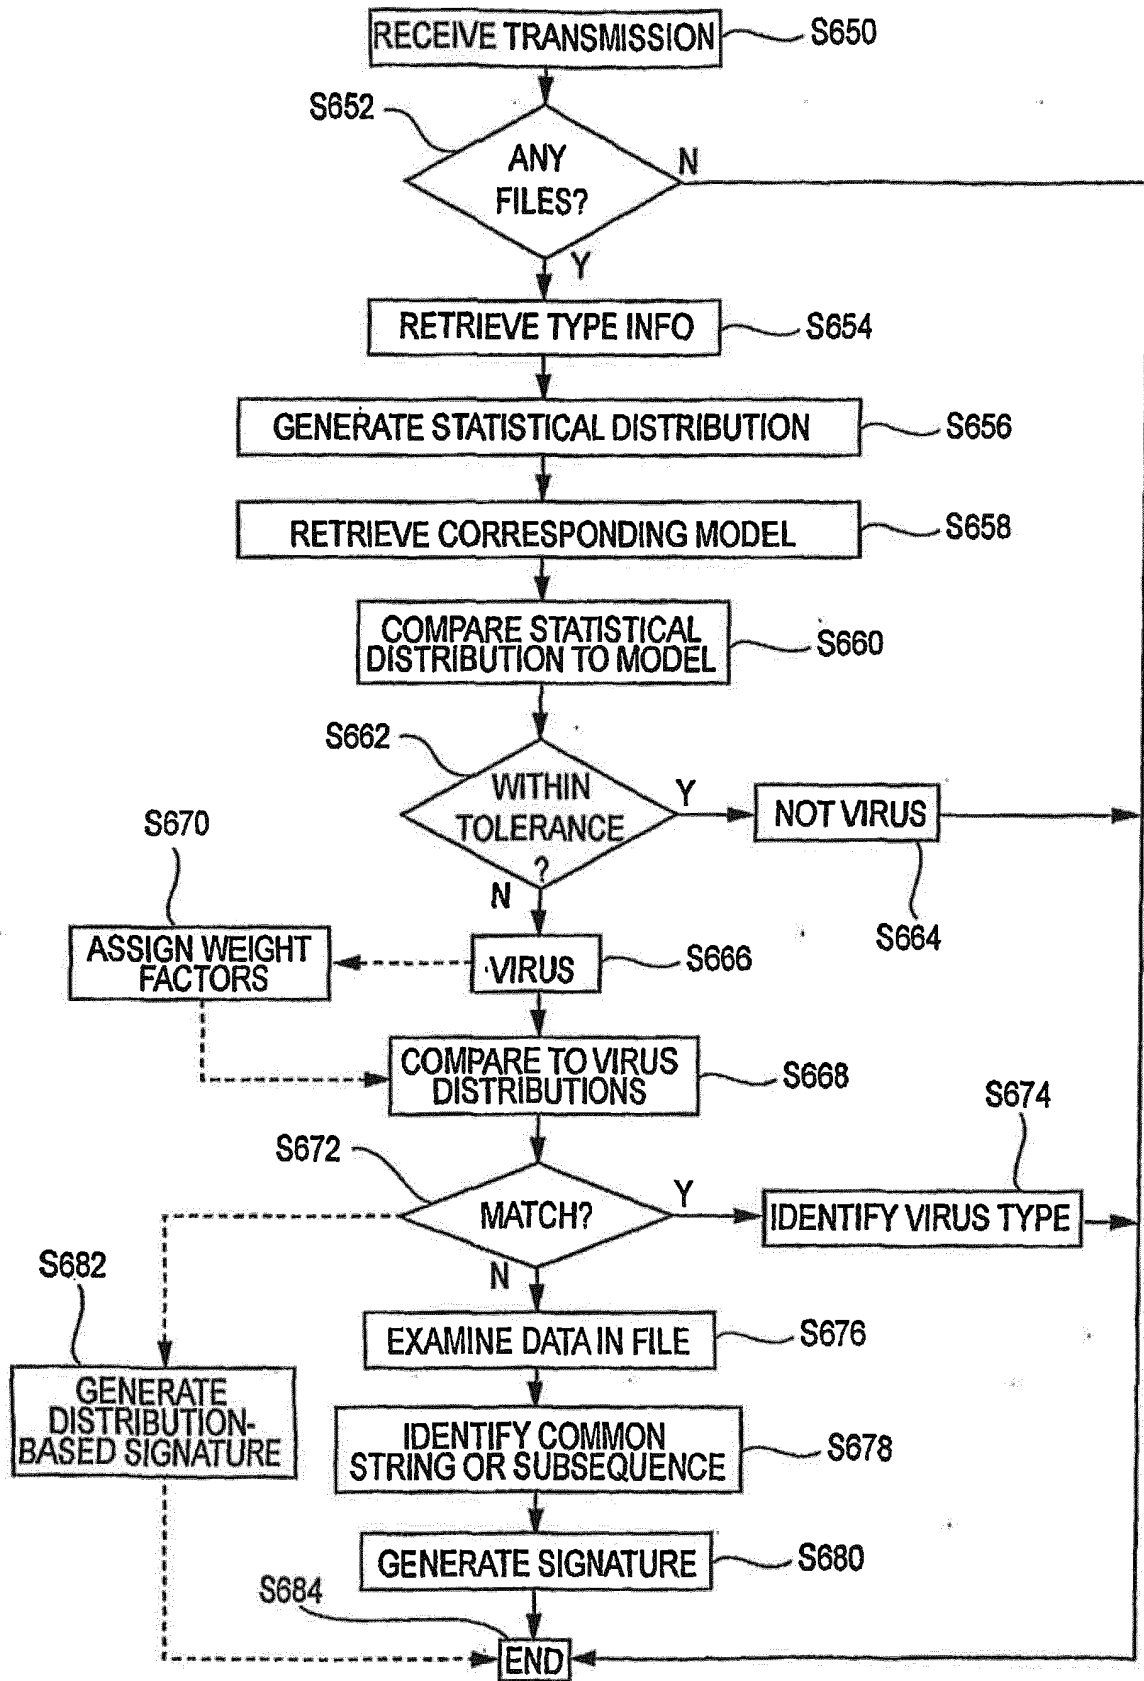 RECEIVE TRANSMISSION
S650
S652
ANY
FILES?
N
Y
RETRIEVE TYPE INFO
S654
GENERATE STATISTICAL DISTRIBUTION
S656
RETRIEVE CORRESPONDING MODEL
S658
COMPARE STATISTICAL
DISTRIBUTION TO MODEL
S660
S662
WITHIN
TOLERANCE
?
Y
NOT VIRUS
S664
N
S670
ASSIGN WEIGHT
FACTORS
VIRUS
S666
COMPARE TO VIRUS
DISTRIBUTIONS
S668
S674
S672
MATCH?
Y
IDENTIFY VIRUS TYPE
N
S682
EXAMINE DATA IN FILE
S676
GENERATE
DISTRIBUTION-
BASED SIGNATURE
IDENTIFY COMMON
STRING OR SUBSEQUENCE
S678
GENERATE SIGNATURE
S680
S684
END